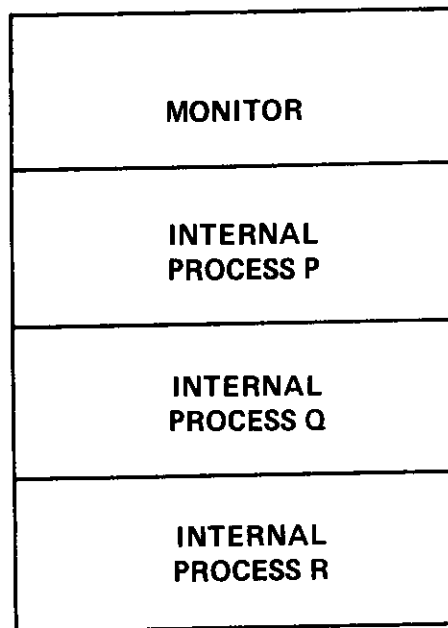 MONITOR
INTERNAL
PROCESS P
INTERNAL
PROCESS Q
INTERNAL
PROCESS R